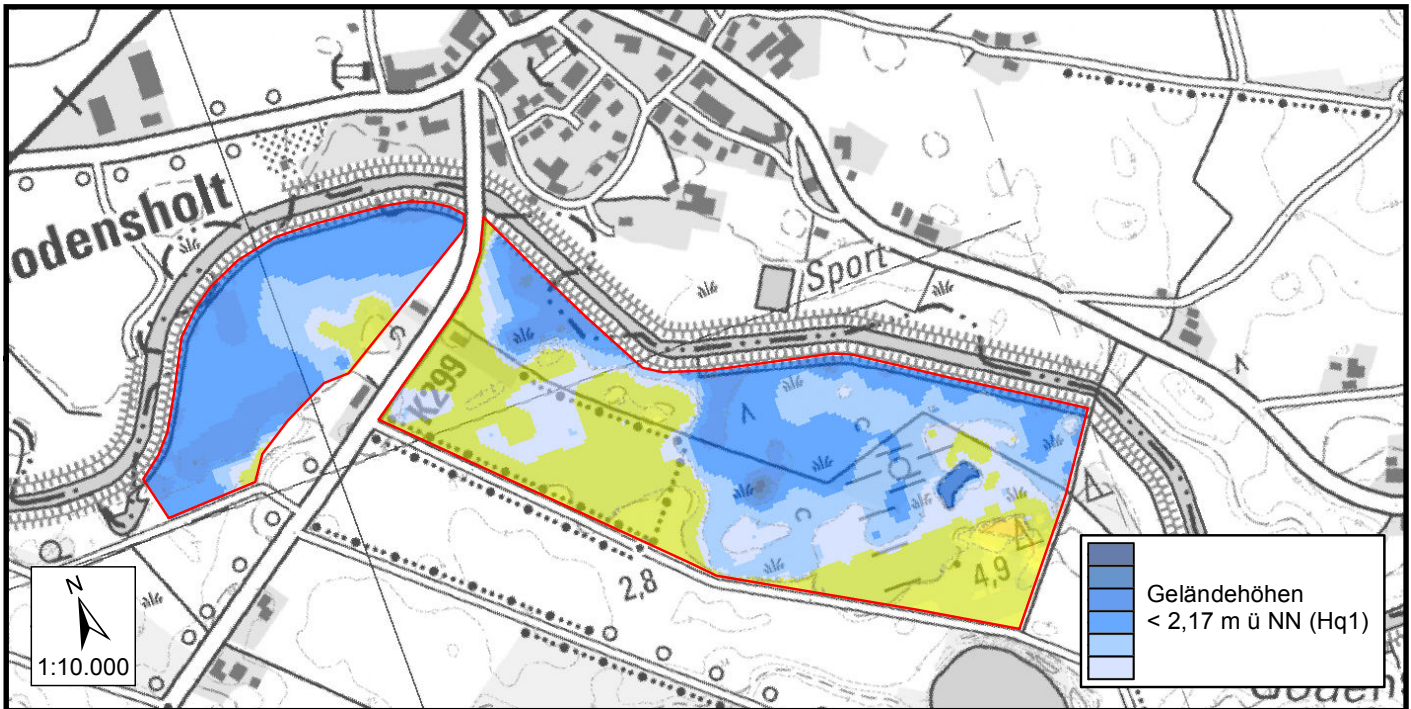 odensholt
Sport
K299
2,8
4,9
N
1:10.000
Geländehöhen
< 2,17 m ü NN (Hq1)